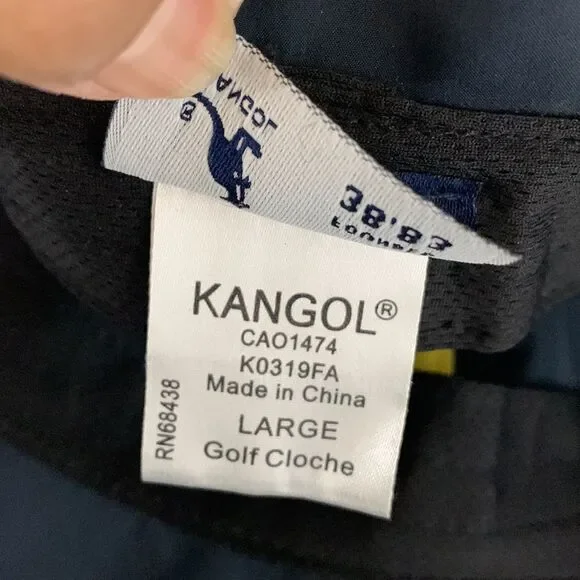 KANGOL®
CAO1474
K0319FA
Made in China
LARGE
Golf Cloche
RN68438